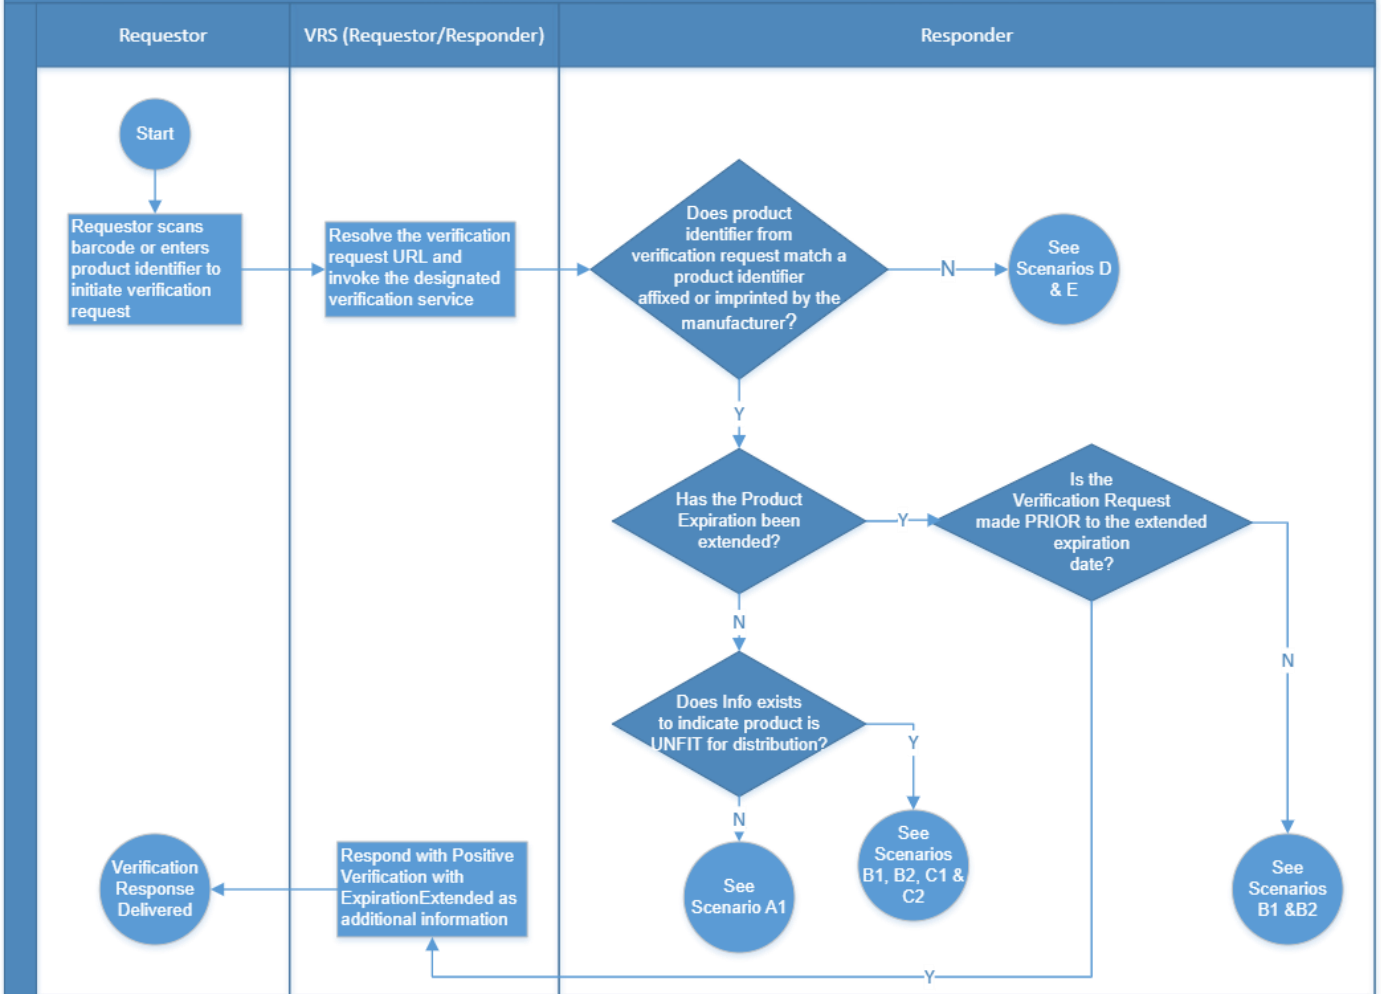 Requestor
VRS (Requestor/Responder)
Responder
Start
Requestor scans
barcode or enters
product identifier to
initiate verification
request
Resolve the verification
request URL and
invoke the designated
verification service
Does product
identifier from
verification request match a
product identifier
affixed or imprinted by the
manufacturer?
N
See
Scenarios D
& E
Y
Has the Product
Expiration been
extended?
Y
Is the
Verification Request
made PRIOR to the extended
expiration
date?
N
N
Does Info exists
to indicate product is
UNFIT for distribution?
Y
N
See
Scenario A1
See
Scenarios
B1, B2, C1 &
C2
See
Scenarios
B1 &B2
Y
Respond with Positive
Verification with
ExpirationExtended as
additional information
Verification
Response
Delivered